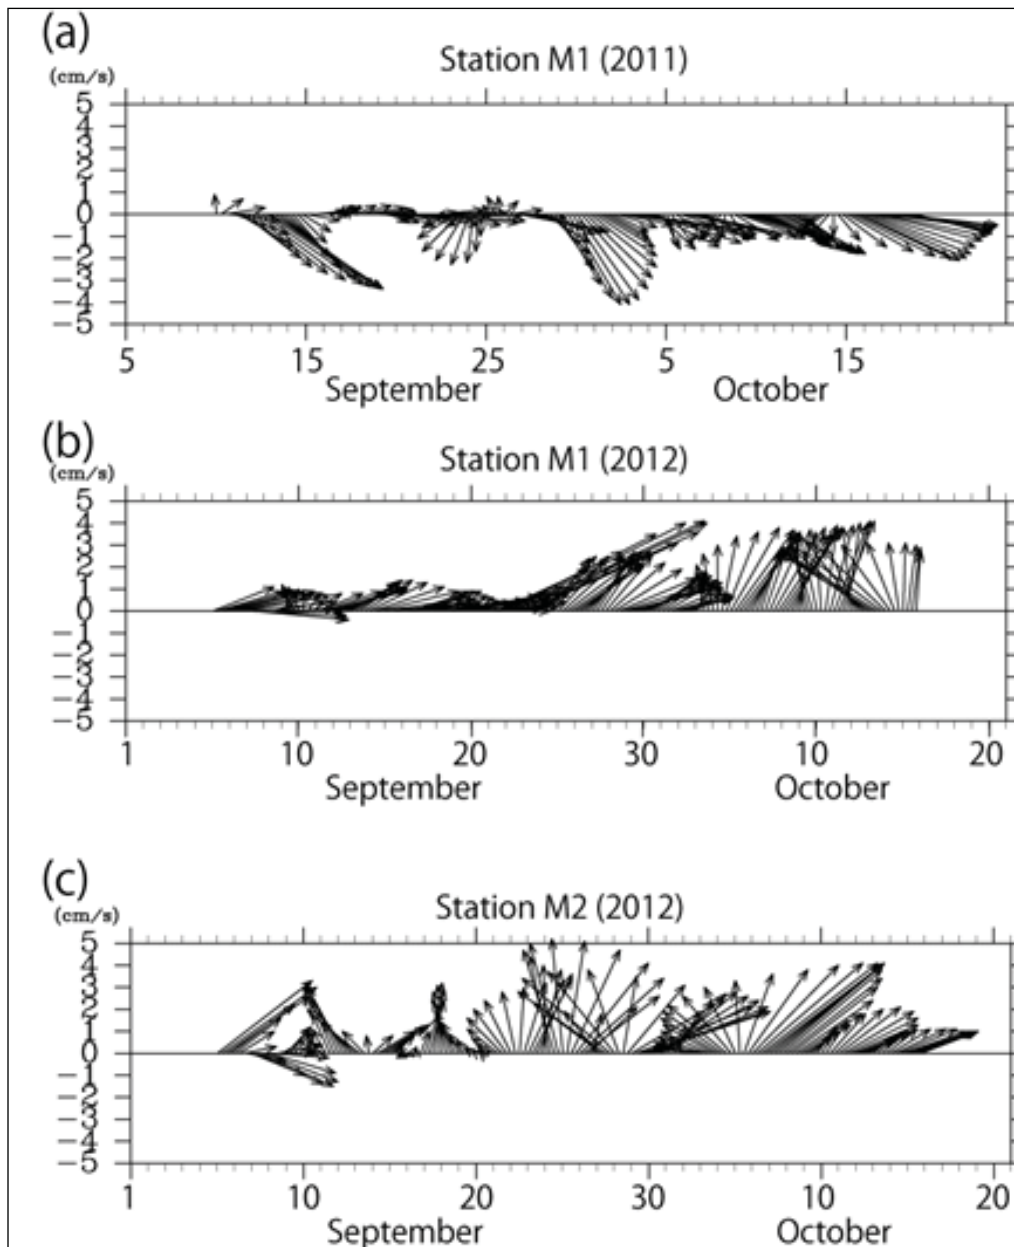 (a)
Station M1 (2011)
(cm/s)
5
4
3
2
1
0
−1
−2
−3
−4
−5
5 15 25 5 15
September October
(b)
Station M1 (2012)
(cm/s)
5
4
3
2
1
0
−1
−2
−3
−4
−5
1 10 20 30 10 20
September October
(c)
Station M2 (2012)
(cm/s)
5
4
3
2
1
0
−1
−2
−3
−4
−5
1 10 20 30 10 20
September October